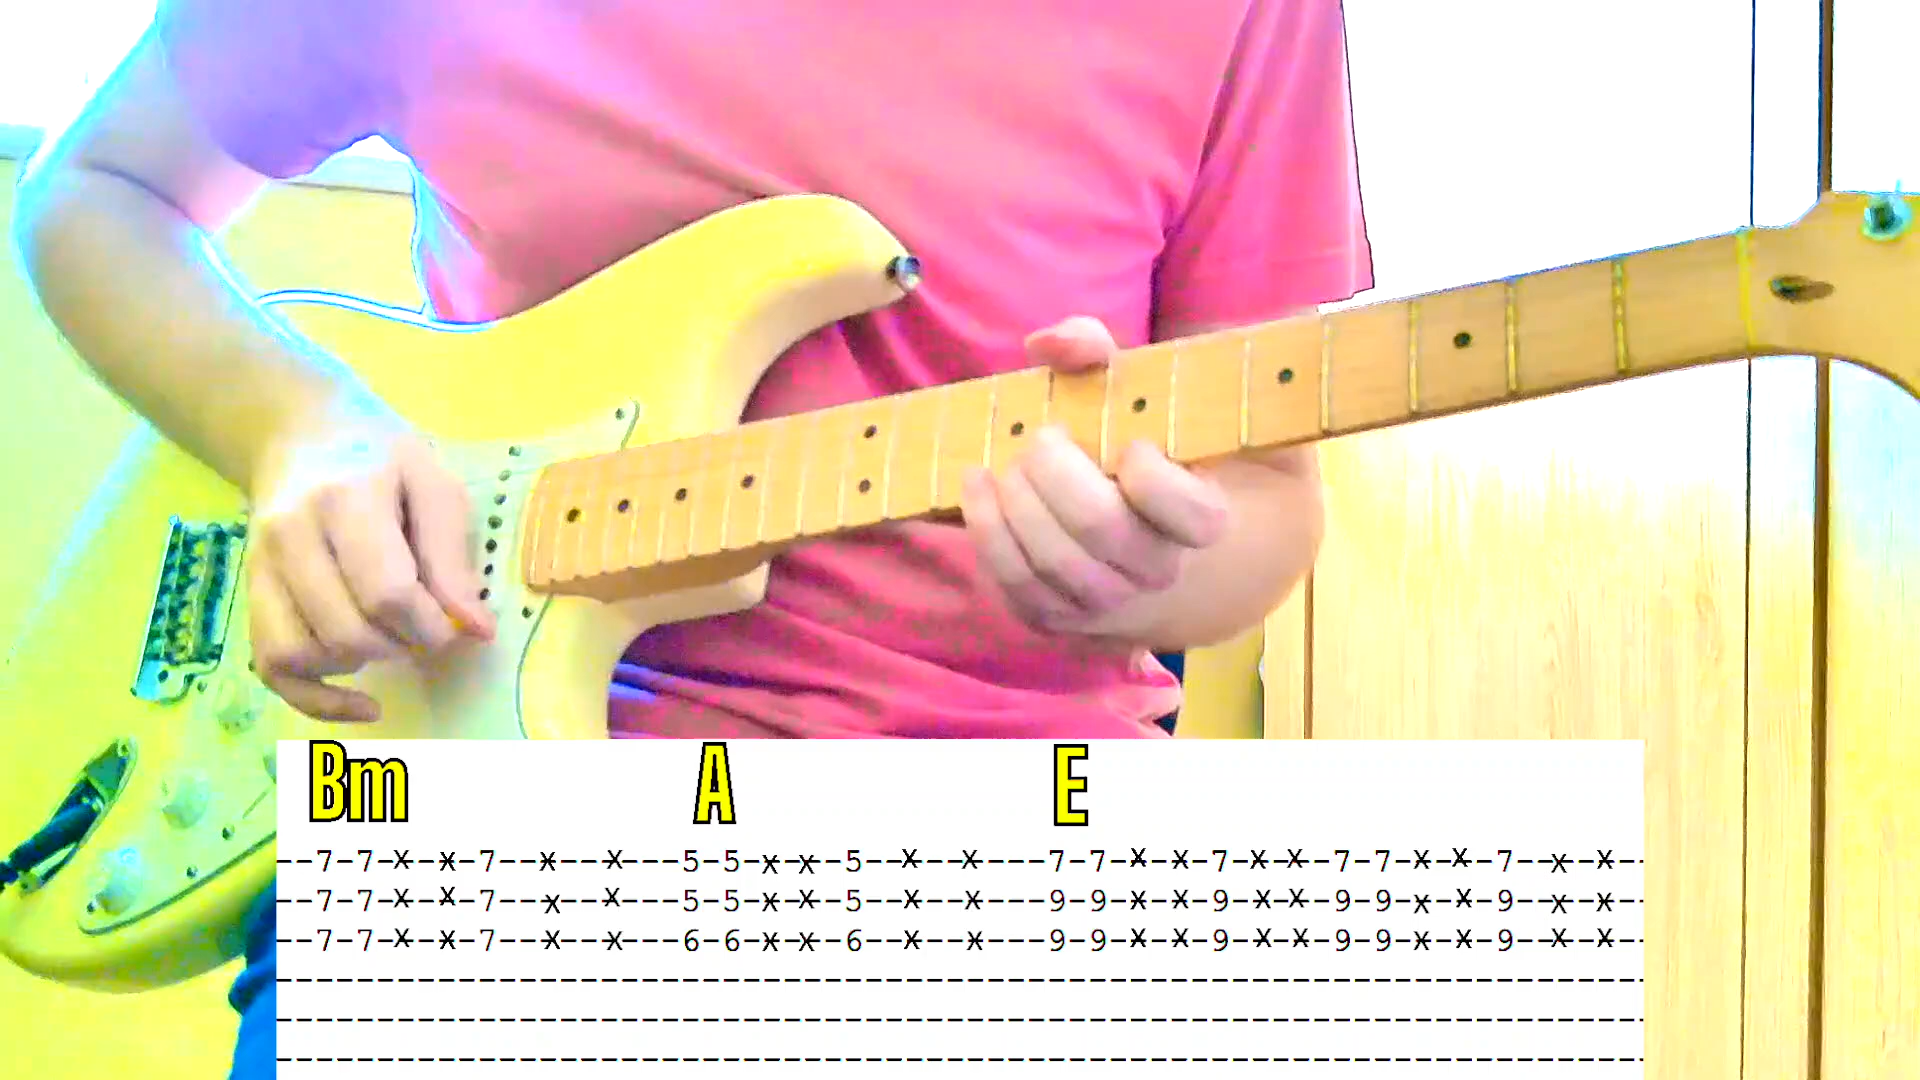 Bm A E
--7-7-x-x-7--x--x---5-5-x-x-5--x--x----7-7-x-x-7-x-x--7-7-x-x-7--x-x-
--7-7-x-x-7--x--x---5-5-x-x-5--x--x---9-9-x-x-9-x-x--9-9-x-x-9--x-x-
--7-7-x-x-7--x--x---6-6-x-x-6--x--x---9-9-x-x-9-x-x--9-9-x-x-9--x-x-
--------------------------------------------------------------------
--------------------------------------------------------------------
--------------------------------------------------------------------